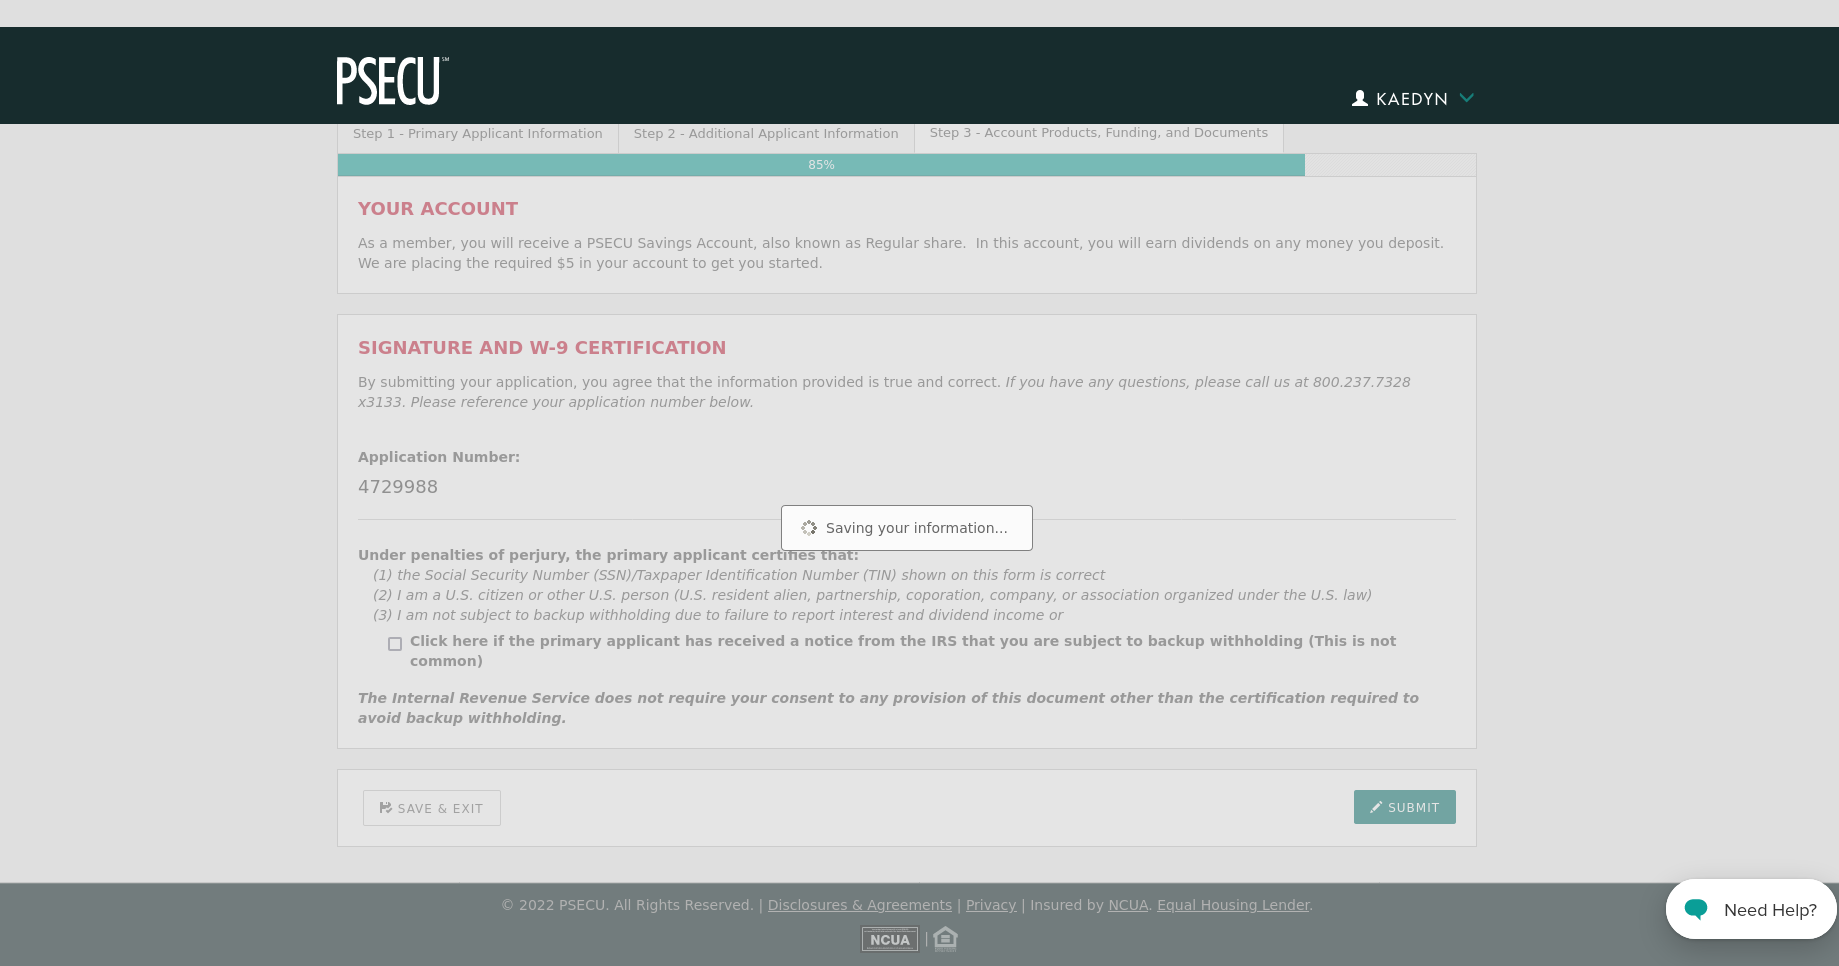 PSECU™
KAEDYN
Step 1 - Primary Applicant Information
Step 2 - Additional Applicant Information
Step 3 - Account Products, Funding, and Documents
85%
YOUR ACCOUNT
As a member, you will receive a PSECU Savings Account, also known as Regular share.  In this account, you will earn dividends on any money you deposit.
We are placing the required $5 in your account to get you started.
SIGNATURE AND W-9 CERTIFICATION
By submitting your application, you agree that the information provided is true and correct. If you have any questions, please call us at 800.237.7328
x3133. Please reference your application number below.
Application Number:
4729988
Saving your information...
Under penalties of perjury, the primary applicant certifies that:
(1) the Social Security Number (SSN)/Taxpaper Identification Number (TIN) shown on this form is correct
(2) I am a U.S. citizen or other U.S. person (U.S. resident alien, partnership, coporation, company, or association organized under the U.S. law)
(3) I am not subject to backup withholding due to failure to report interest and dividend income or
Click here if the primary applicant has received a notice from the IRS that you are subject to backup withholding (This is not
common)
The Internal Revenue Service does not require your consent to any provision of this document other than the certification required to
avoid backup withholding.
SAVE & EXIT
SUBMIT
© 2022 PSECU. All Rights Reserved. | Disclosures & Agreements | Privacy | Insured by NCUA. Equal Housing Lender.
NCUA |
Need Help?